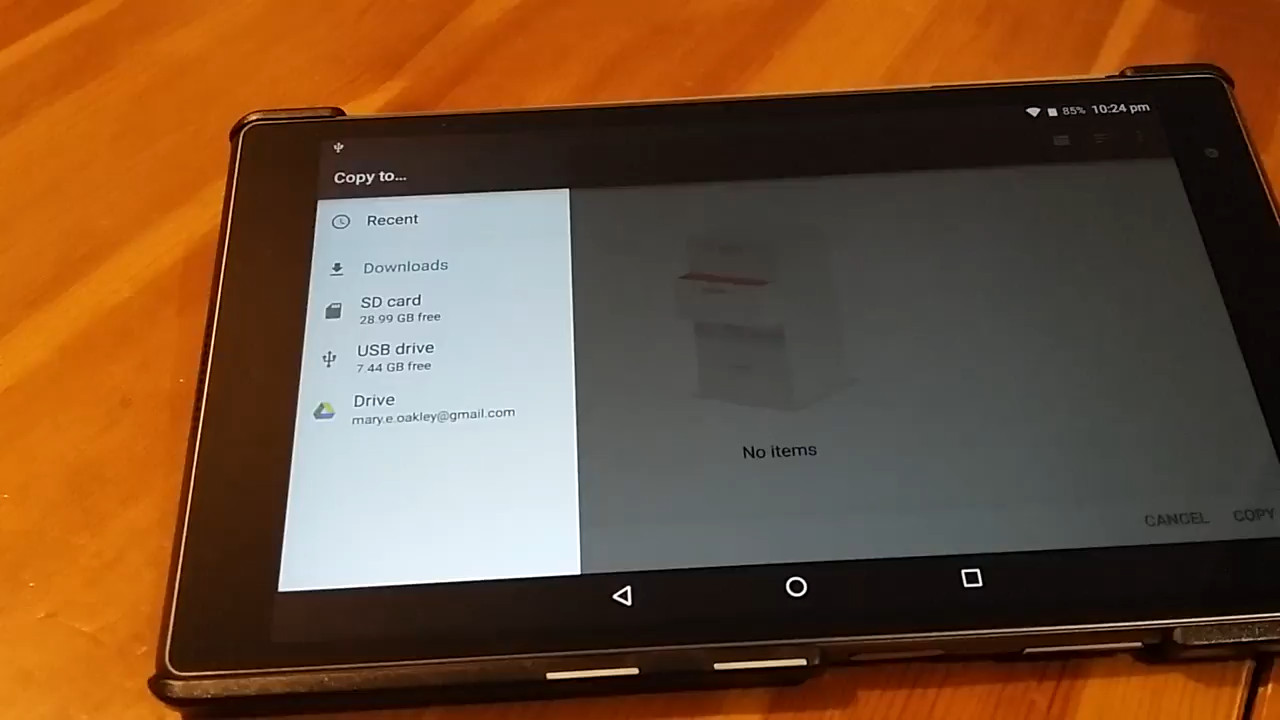 85% 10:24 pm
Copy to...
Recent
Downloads
SD card
28.99 GB free
USB drive
7.44 GB free
Drive
mary.e.oakley@gmail.com
No items
CANCEL COPY